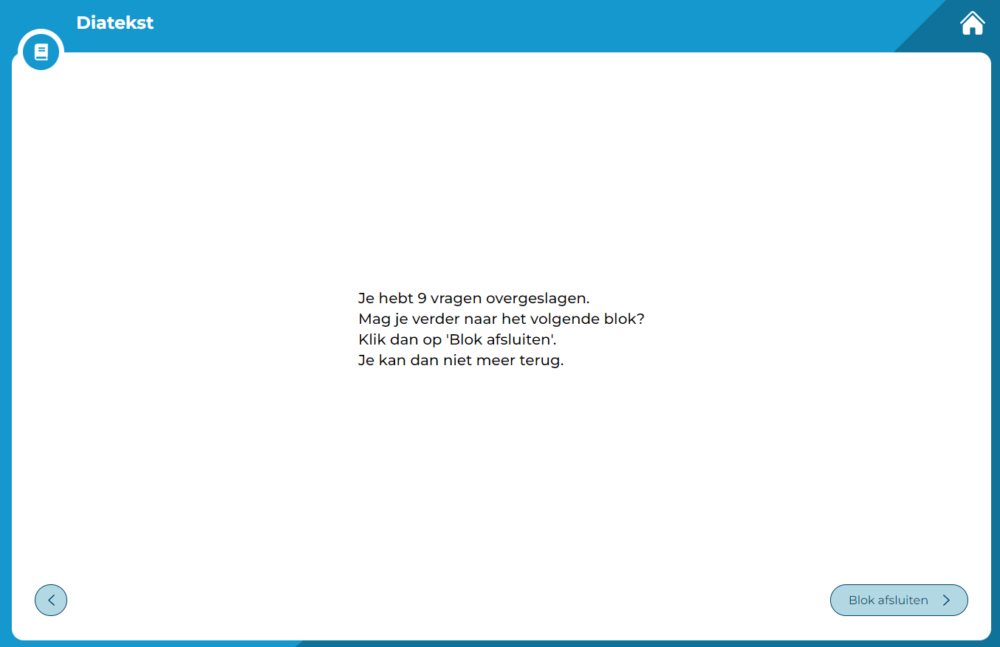 Diatekst
Je hebt 9 vragen overgeslagen.
Mag je verder naar het volgende blok?
Klik dan op 'Blok afsluiten'.
Je kan dan niet meer terug.
Blok afsluiten